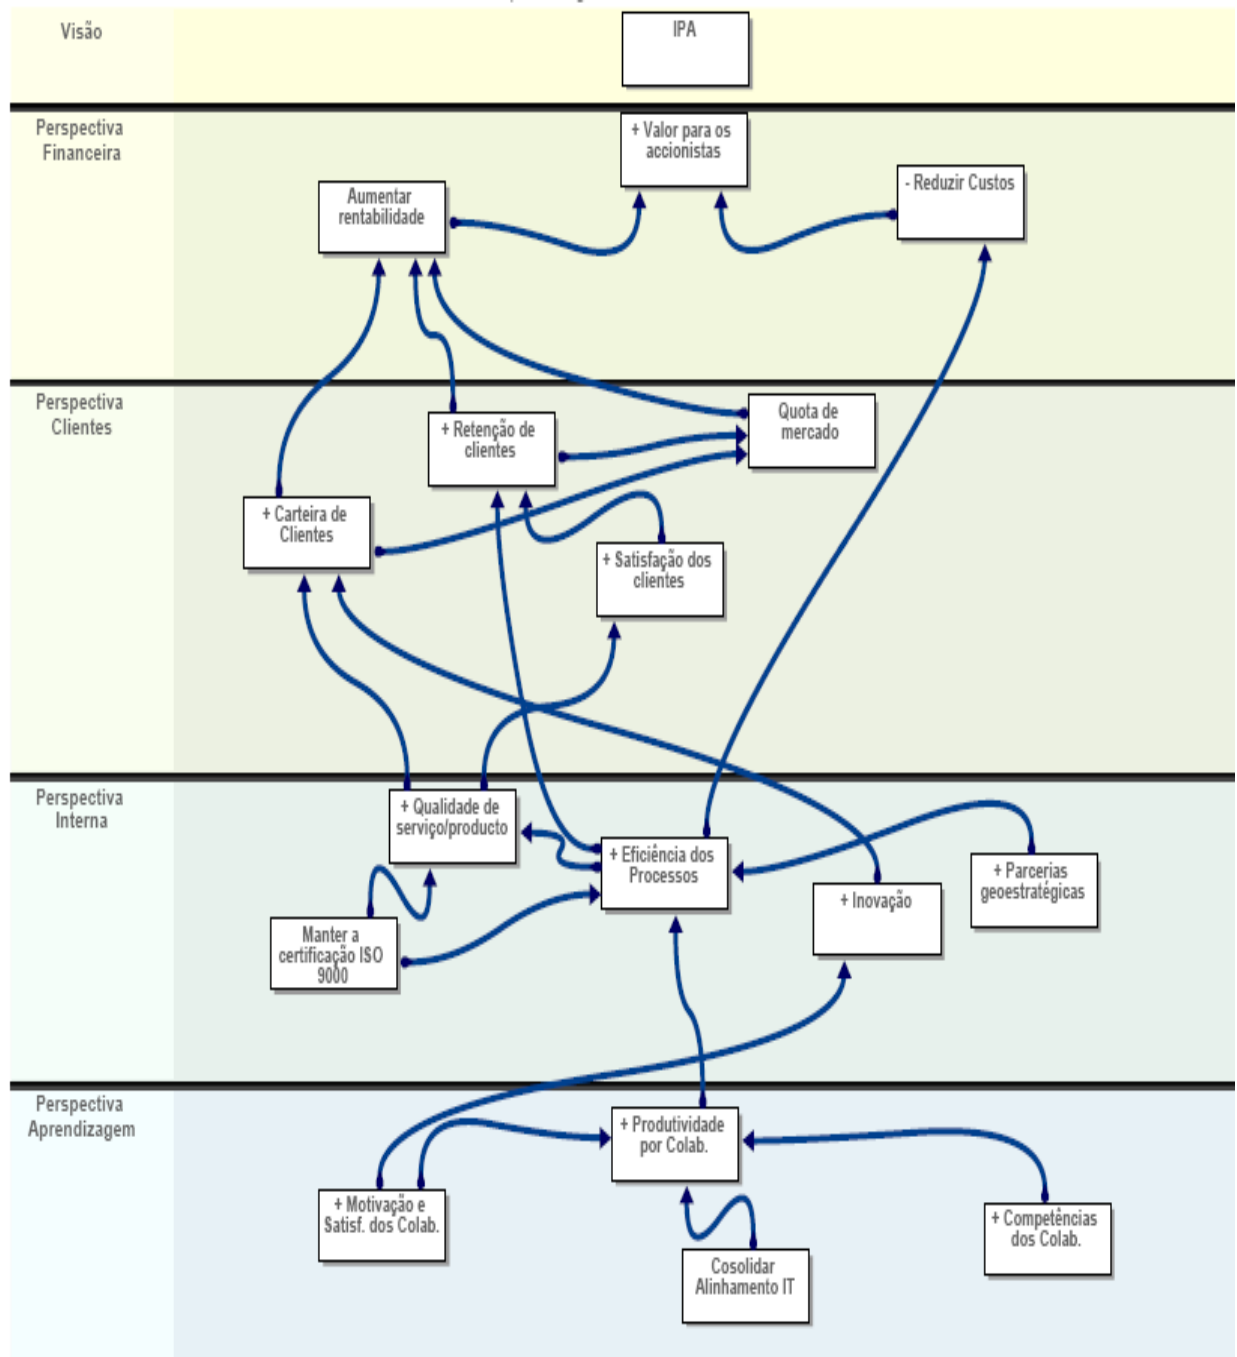 Visão
IPA
Perspectiva
Financeira
+ Valor para os
accionistas
- Reduzir Custos
Aumentar
rentabilidade
Perspectiva
Clientes
Quota de
mercado
+ Retenção de
clientes
+ Carteira de
Clientes
+ Satisfação dos
clientes
Perspectiva
Interna
+ Qualidade de
serviço/producto
+ Eficiência dos
Processos
+ Parcerias
geoestratégicas
+ Inovação
Manter a
certificação ISO
9000
Perspectiva
Aprendizagem
+ Produtividade
por Colab.
+ Motivação e
Satisf. dos Colab.
+ Competências
dos Colab.
Cosolidar
Alinhamento IT